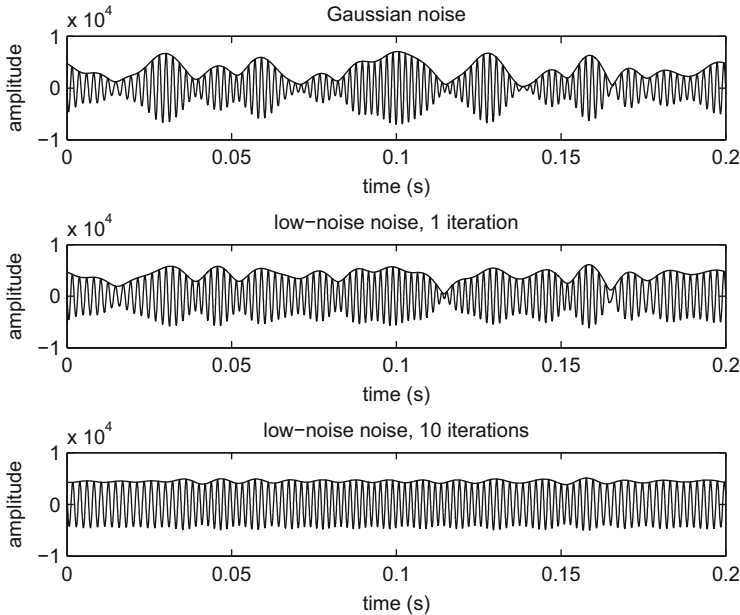 Gaussian noise
x 10^4
1
0
−1
amplitude
0 0.05 0.1 0.15 0.2
time (s)
low−noise noise, 1 iteration
x 10^4
1
0
−1
amplitude
0 0.05 0.1 0.15 0.2
time (s)
low−noise noise, 10 iterations
x 10^4
1
0
−1
amplitude
0 0.05 0.1 0.15 0.2
time (s)